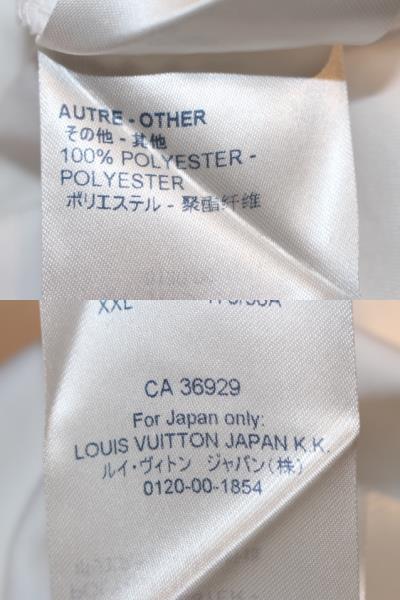 AUTRE - OTHER
その他 - 其他
100% POLYESTER -
POLYESTER
ポリエステル - 聚酯纤维
XXL
CA 36929
For Japan only:
LOUIS VUITTON JAPAN K.K.
ルイ・ヴィトン ジャパン(株)
0120-00-1854